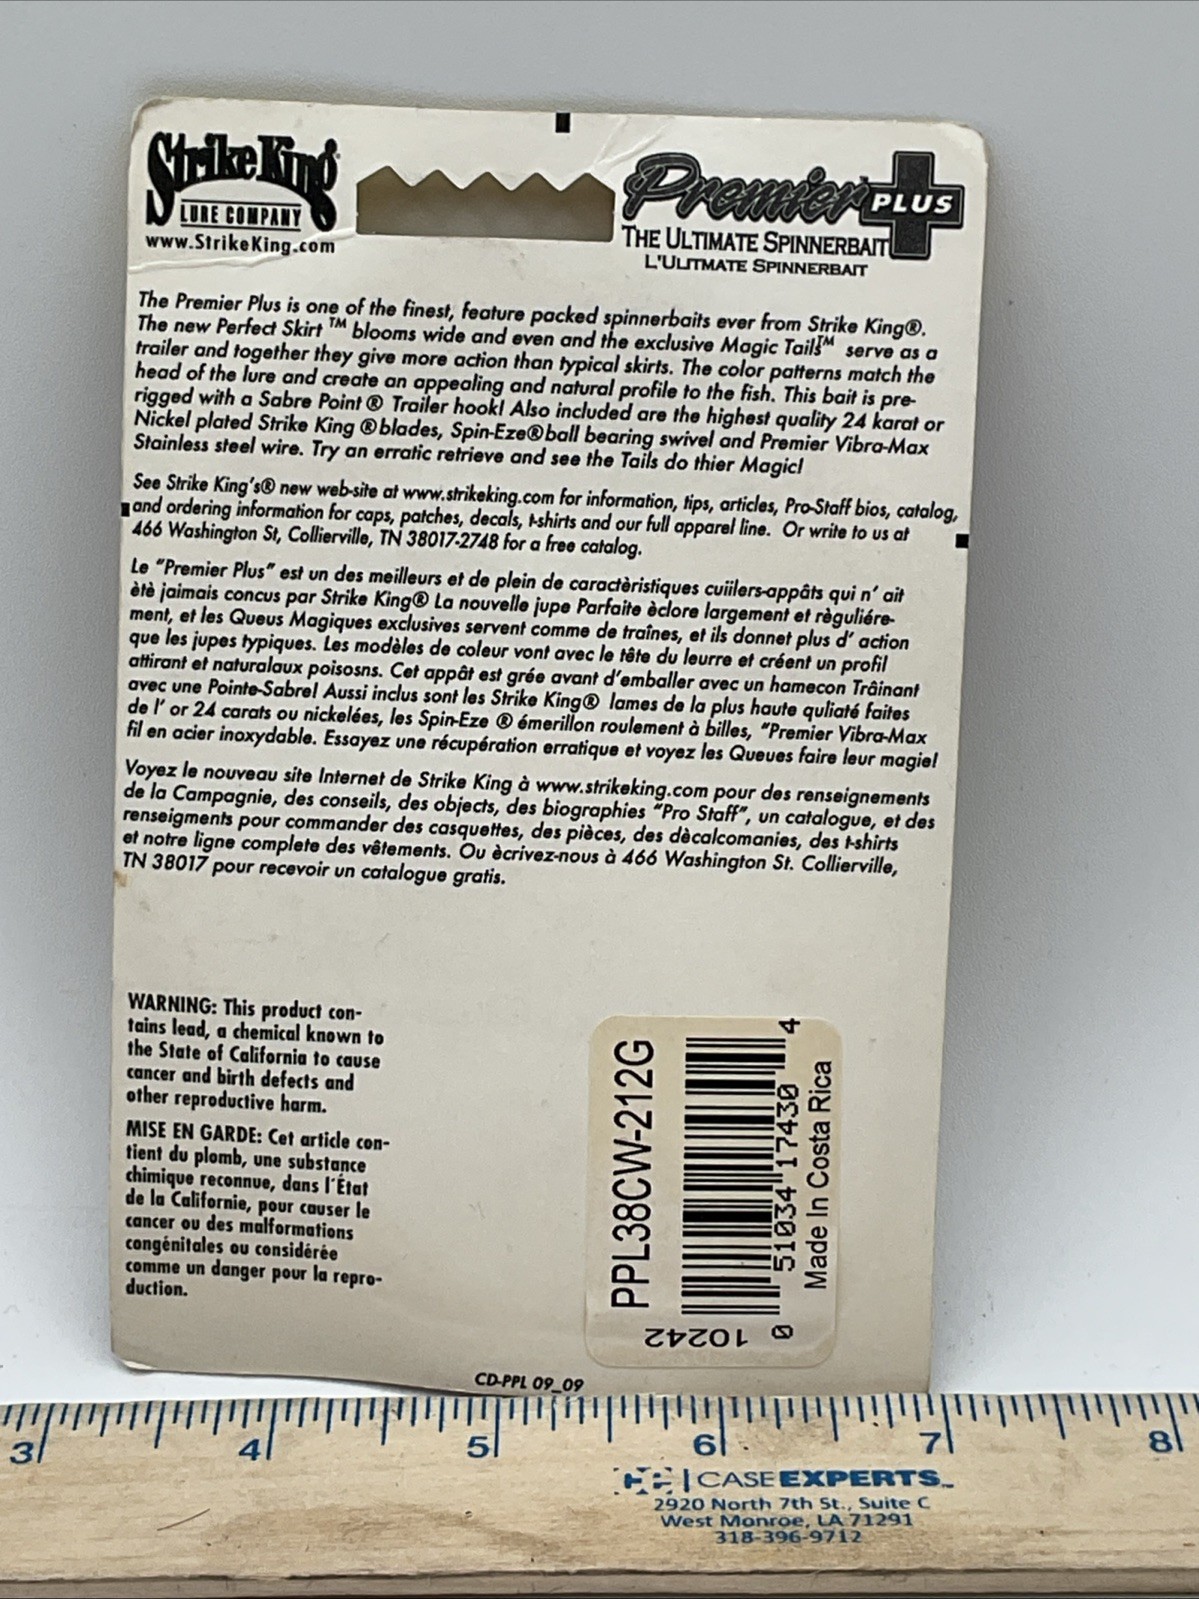 Strike King®
LURE COMPANY
www.StrikeKing.com
Premier PLUS
THE ULTIMATE SPINNERBAIT
L'ULITMATE SPINNERBAIT
The Premier Plus is one of the finest, feature packed spinnerbaits ever from Strike King®.
The new Perfect Skirt ™ blooms wide and even and the exclusive Magic Tails™ serve as a
trailer and together they give more action than typical skirts. The color patterns match the
head of the lure and create an appealing and natural profile to the fish. This bait is pre-
rigged with a Sabre Point ® Trailer hook! Also included are the highest quality 24 karat or
Nickel plated Strike King ®blades, Spin-Eze®ball bearing swivel and Premier Vibra-Max
Stainless steel wire. Try an erratic retrieve and see the Tails do thier Magic!
See Strike King's® new web-site at www.strikeking.com for information, tips, articles, Pro-Staff bios, catalog,
and ordering information for caps, patches, decals, t-shirts and our full apparel line. Or write to us at
466 Washington St, Collierville, TN 38017-2748 for a free catalog.
Le "Premier Plus" est un des meilleurs et de plein de caractèristiques cuiilers-appâts qui n' ait
ètè jaimais concus par Strike King® La nouvelle jupe Parfaite èclore largement et règuliére-
ment, et les Queus Magiques exclusives servent comme de traînes, et ils donnet plus d' action
que les jupes typiques. Les modèles de coleur vont avec le tête du leurre et créent un profil
attirant et naturalaux poisosns. Cet appât est grée avant d'emballer avec un hamecon Trâinant
avec une Pointe-Sabre! Aussi inclus sont les Strike King® lames de la plus haute quliaté faites
de l' or 24 carats ou nickelées, les Spin-Eze ® émerillon roulement à billes, "Premier Vibra-Max
fil en acier inoxydable. Essayez une récupération erratique et voyez les Queues faire leur magie!
Voyez le nouveau site Internet de Strike King à www.strikeking.com pour des renseignements
de la Campagnie, des conseils, des objects, des biographies "Pro Staff", un catalogue, et des
renseigments pour commander des casquettes, des pièces, des dècalcomanies, des t-shirts
et notre ligne complete des vêtements. Ou ècrivez-nous à 466 Washington St. Collierville,
TN 38017 pour recevoir un catalogue gratis.
WARNING: This product con-
tains lead, a chemical known to
the State of California to cause
cancer and birth defects and
other reproductive harm.
MISE EN GARDE: Cet article con-
tient du plomb, une substance
chimique reconnue, dans l'État
de la Californie, pour causer le
cancer ou des malformations
congénitales ou considérée
comme un danger pour la repro-
duction.
PPL38CW-212G
0 51034 17430 4
Made In Costa Rica
10242
CD-PPL 09_09
3 4 5 6 7 8
CASE EXPERTS
2920 North 7th St., Suite C
West Monroe, LA 71291
318-396-9712